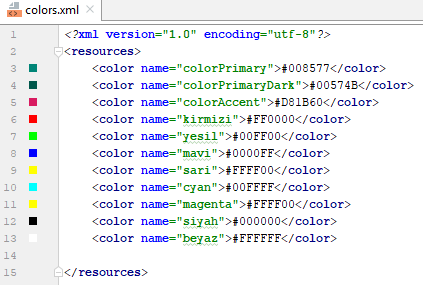 colors.xml
1 <?xml version="1.0" encoding="utf-8"?>
2 <resources>
3 <color name="colorPrimary">#008577</color>
4 <color name="colorPrimaryDark">#00574B</color>
5 <color name="colorAccent">#D81B60</color>
6 <color name="kirmizi">#FF0000</color>
7 <color name="yesil">#00FF00</color>
8 <color name="mavi">#0000FF</color>
9 <color name="sari">#FFFF00</color>
10 <color name="cyan">#00FFFF</color>
11 <color name="magenta">#FFFF00</color>
12 <color name="siyah">#000000</color>
13 <color name="beyaz">#FFFFFF</color>
14
15 </resources>